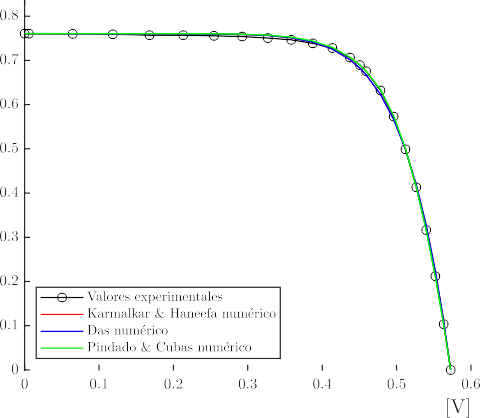 0.8
0.7
0.6
0.5
0.4
0.3
0.2
0.1
0
Valores experimentales
Karmalkar & Haneefa numérico
Das numérico
Pindado & Cubas numérico
0 0.1 0.2 0.3 0.4 0.5 0.6
[V]